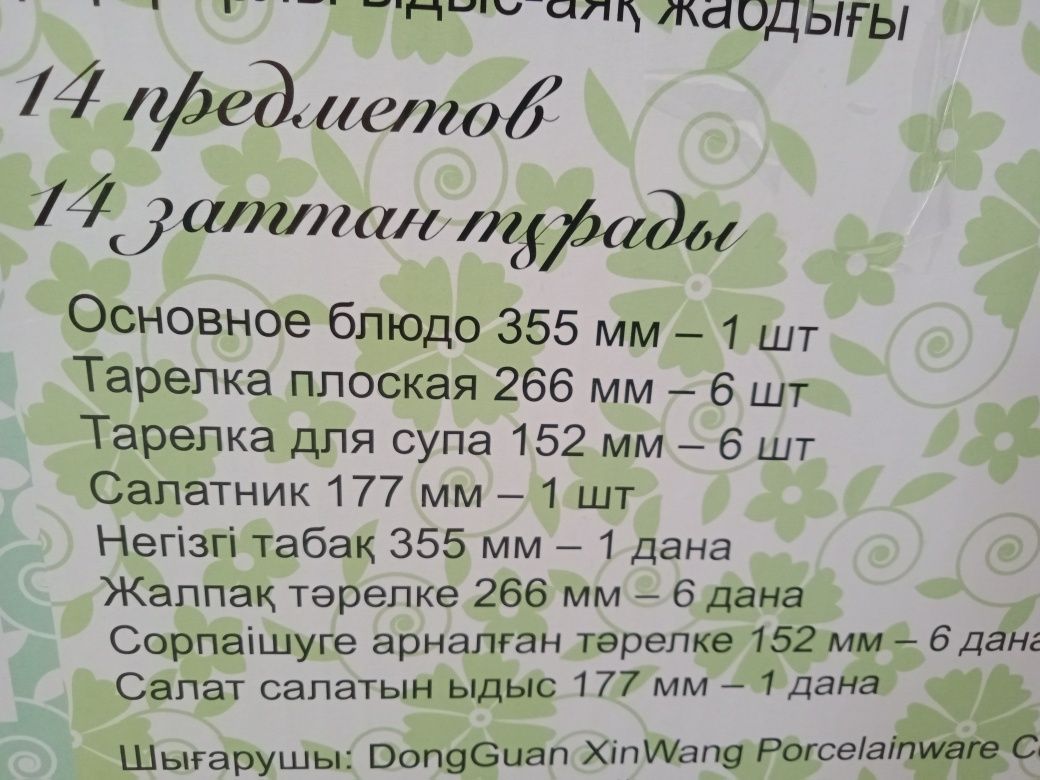 ыдыс-аяқ жабдығы
14 предметов
14 заттан тұрады
Основное блюдо 355 мм – 1 шт
Тарелка плоская 266 мм – 6 шт
Тарелка для супа 152 мм – 6 шт
Салатник 177 мм – 1 шт
Негізгі табақ 355 мм – 1 дана
Жалпақ тәрелке 266 мм – 6 дана
Сорпаішуге арналған тәрелке 152 мм – 6 дана
Салат салатын ыдыс 177 мм – 1 дана
Шығарушы: DongGuan XinWang Porcelainware